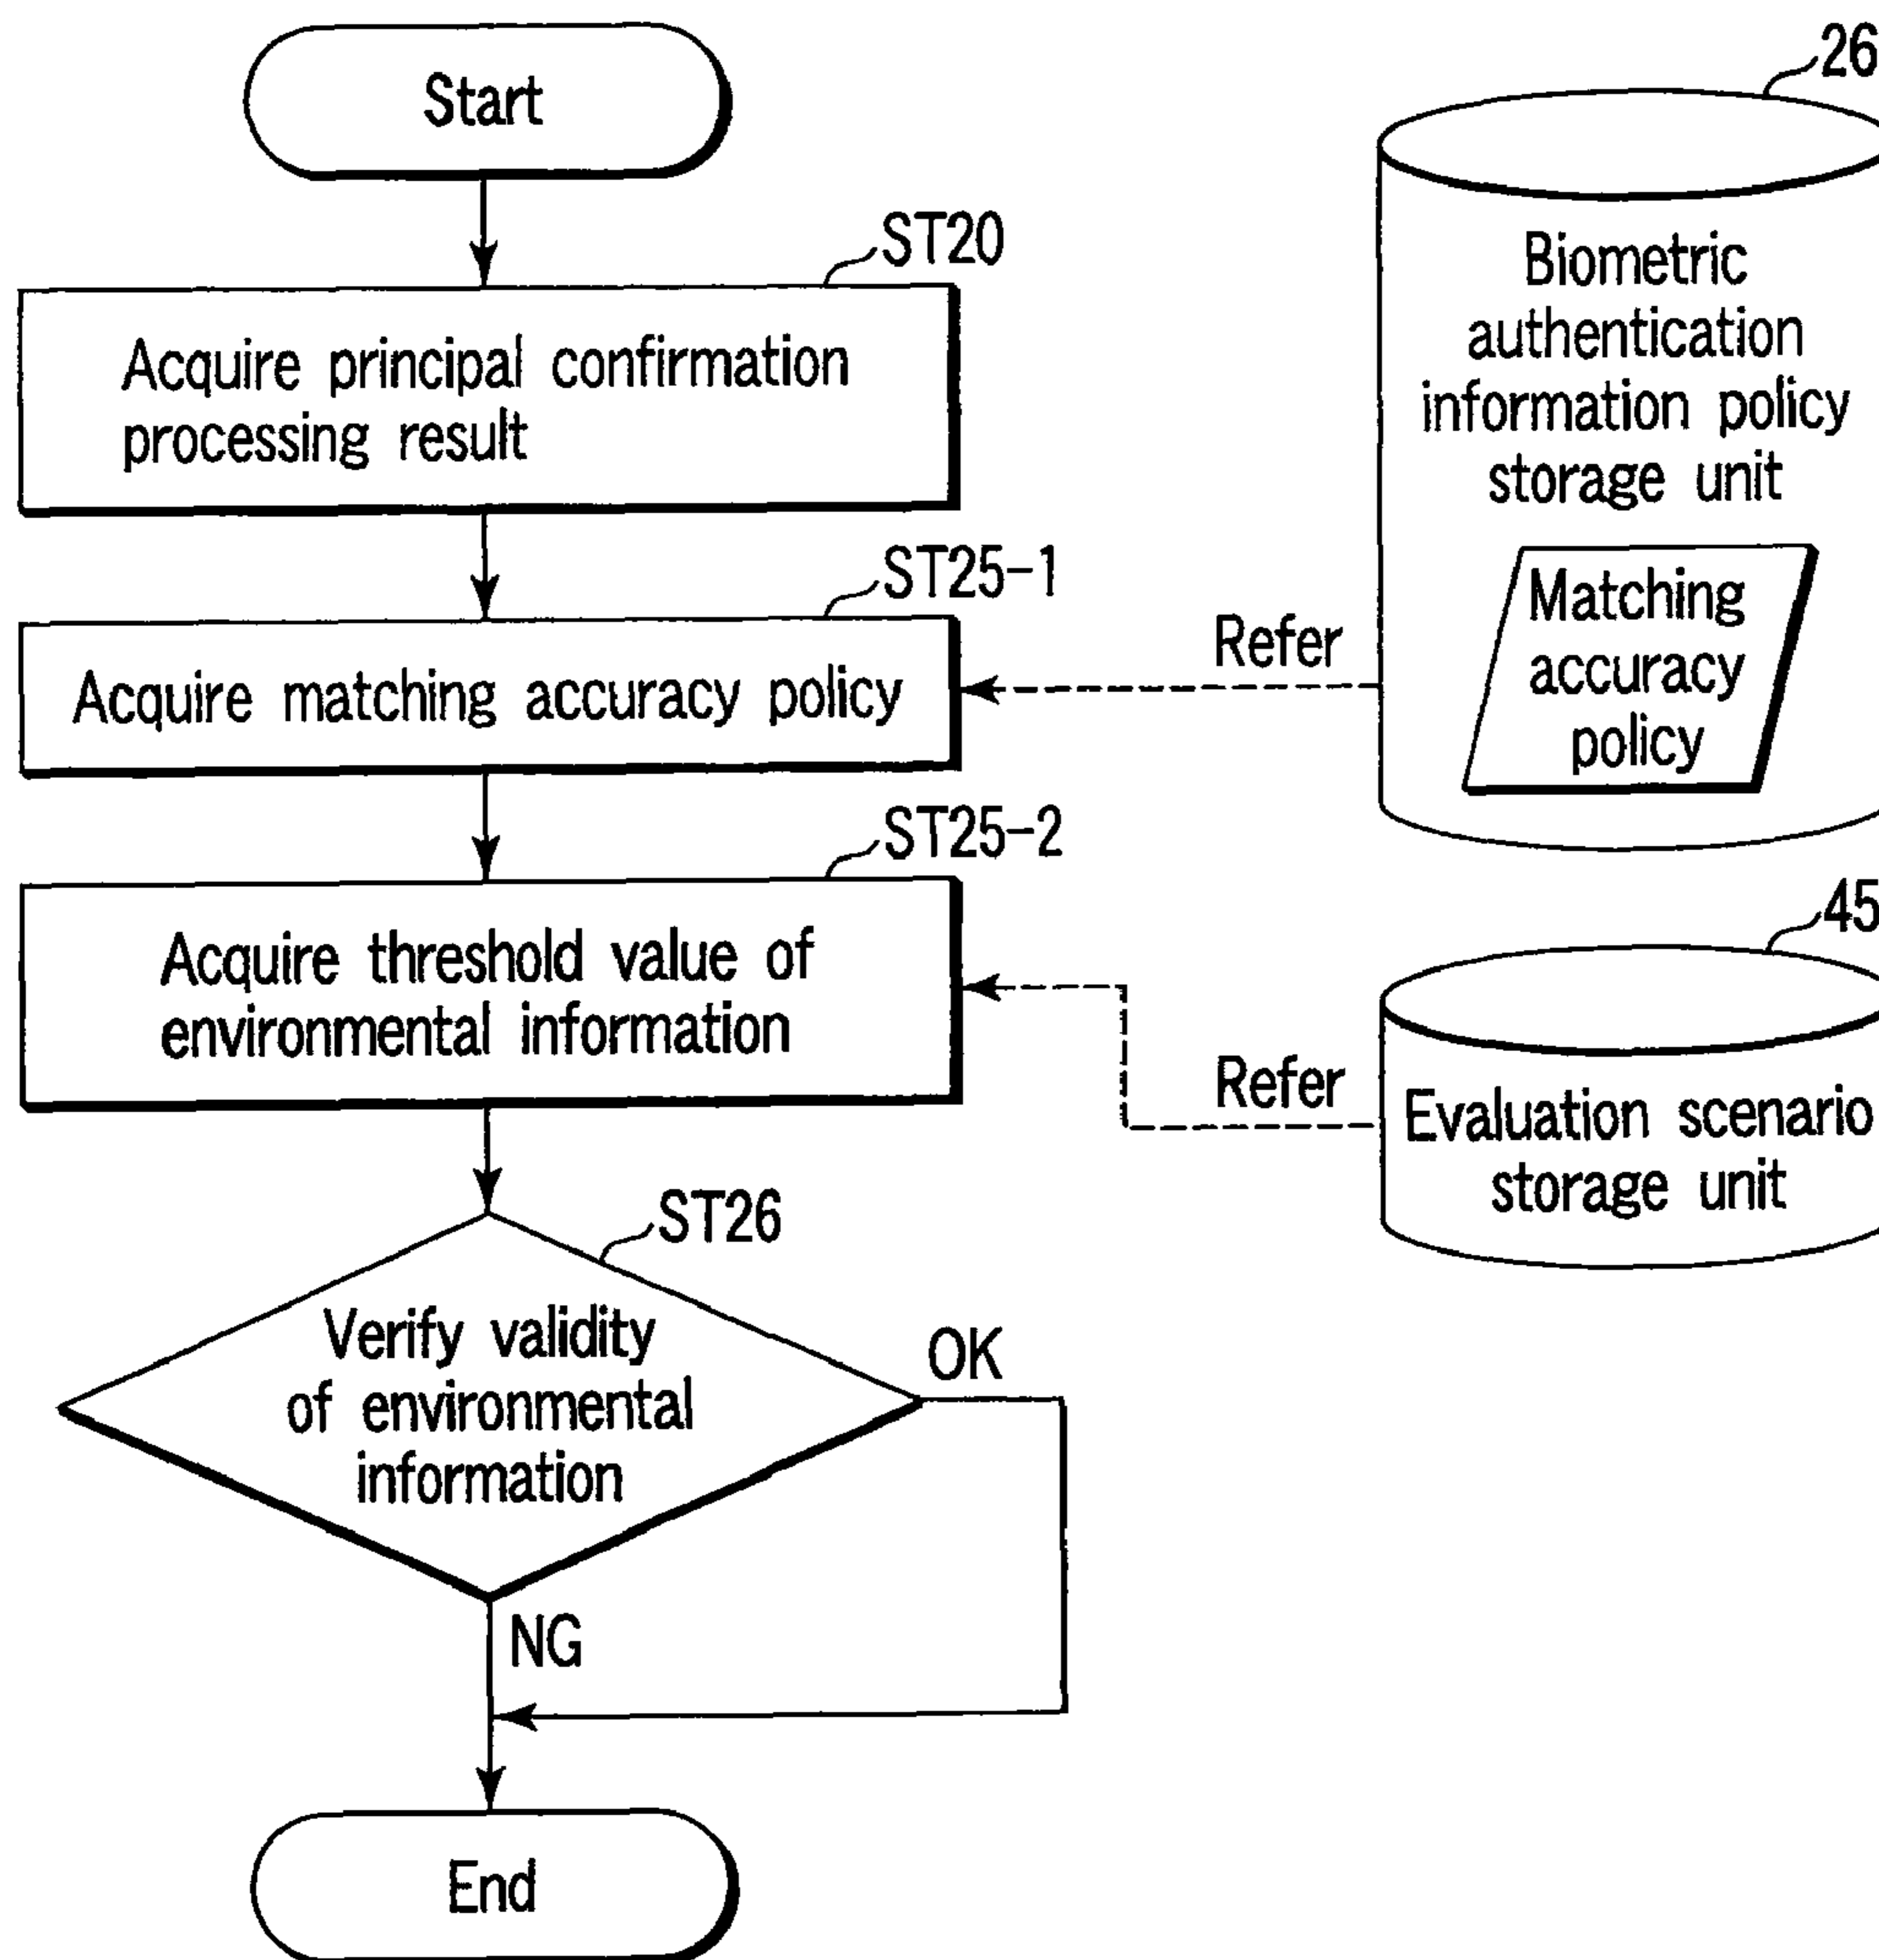 Start
ST20
Acquire principal confirmation
processing result
ST25-1
Acquire matching accuracy policy
ST25-2
Acquire threshold value of
environmental information
ST26
Verify validity
of environmental
information
OK
NG
End
26
Biometric
authentication
information policy
storage unit
Matching
accuracy
policy
Refer
45
Evaluation scenario
storage unit
Refer